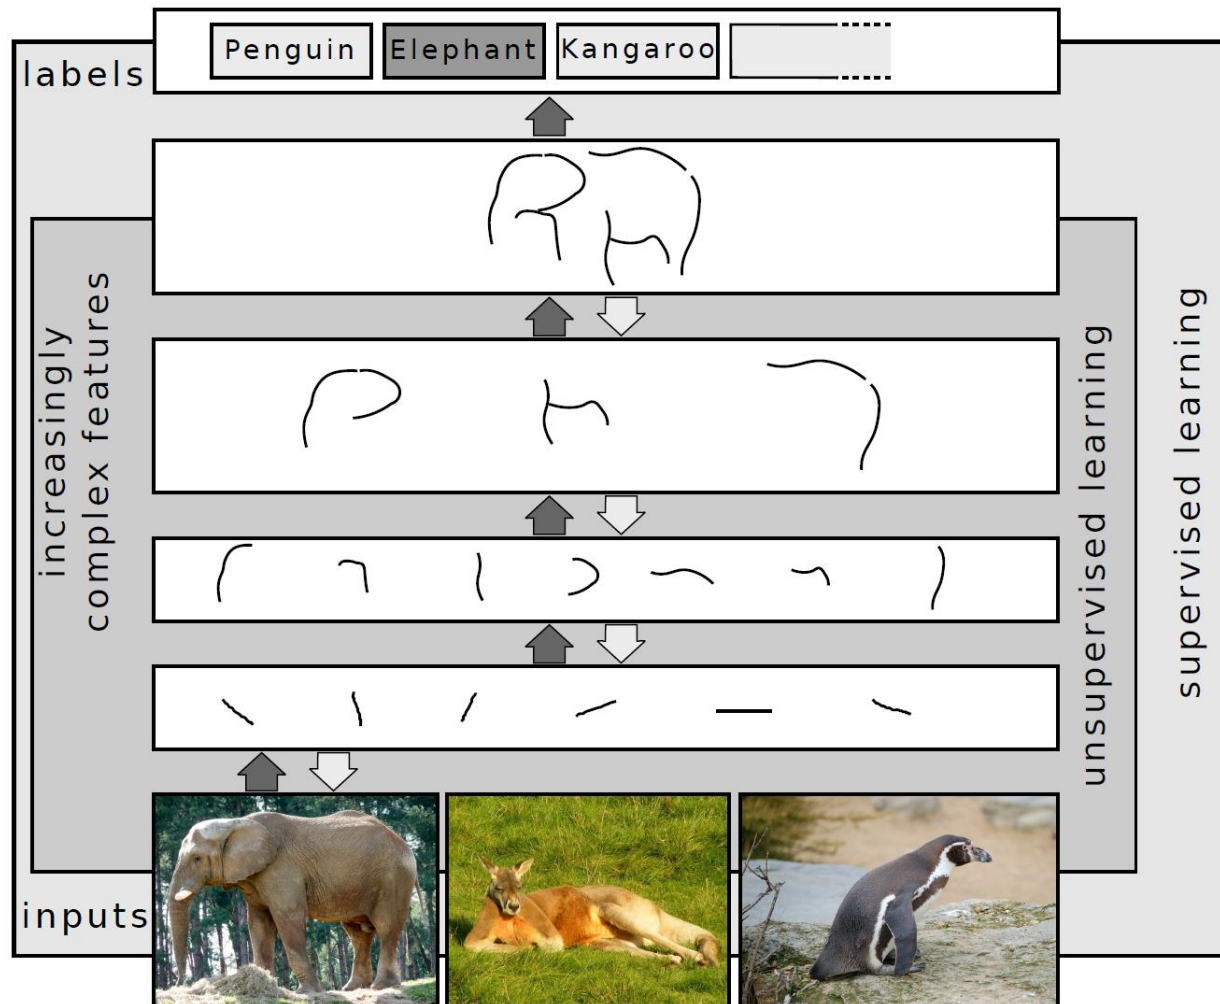 Penguin
Elephant
Kangaroo
labels
increasingly
complex features
unsupervised learning
supervised learning
inputs